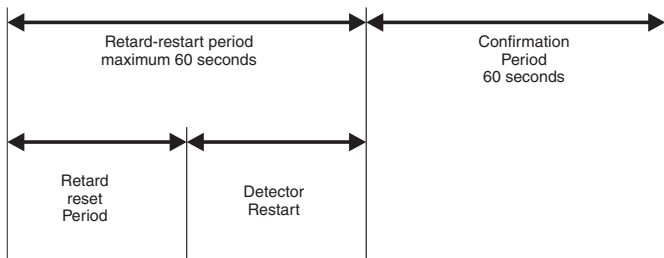 Retard-restart period
maximum 60 seconds
Confirmation
Period
60 seconds
Retard
reset
Period
Detector
Restart